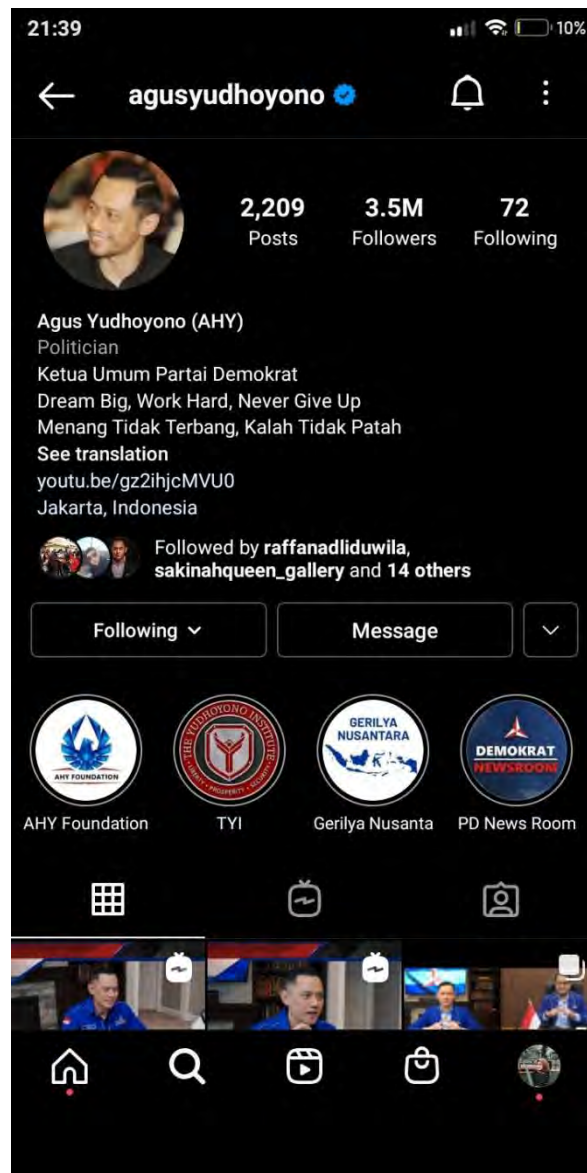 21:39
10%
agusyudhoyono
2,209
3.5M
72
Posts
Followers
Following
Agus Yudhoyono (AHY)
Politician
Ketua Umum Partai Demokrat
Dream Big, Work Hard, Never Give Up
Menang Tidak Terbang, Kalah Tidak Patah
See translation
youtu.be/gz2ihjcMVU0
Jakarta, Indonesia
Followed by raffanadliduwila,
sakinahqueen_gallery and 14 others
Following
Message
AHY FOUNDATION
THE YUDHOYONO INSTITUTE
LIBERTY • PROSPERITY • SECURITY
GERILYA
NUSANTARA
DEMOKRAT
NEWSROOM
AHY Foundation
TYI
Gerilya Nusanta
PD News Room